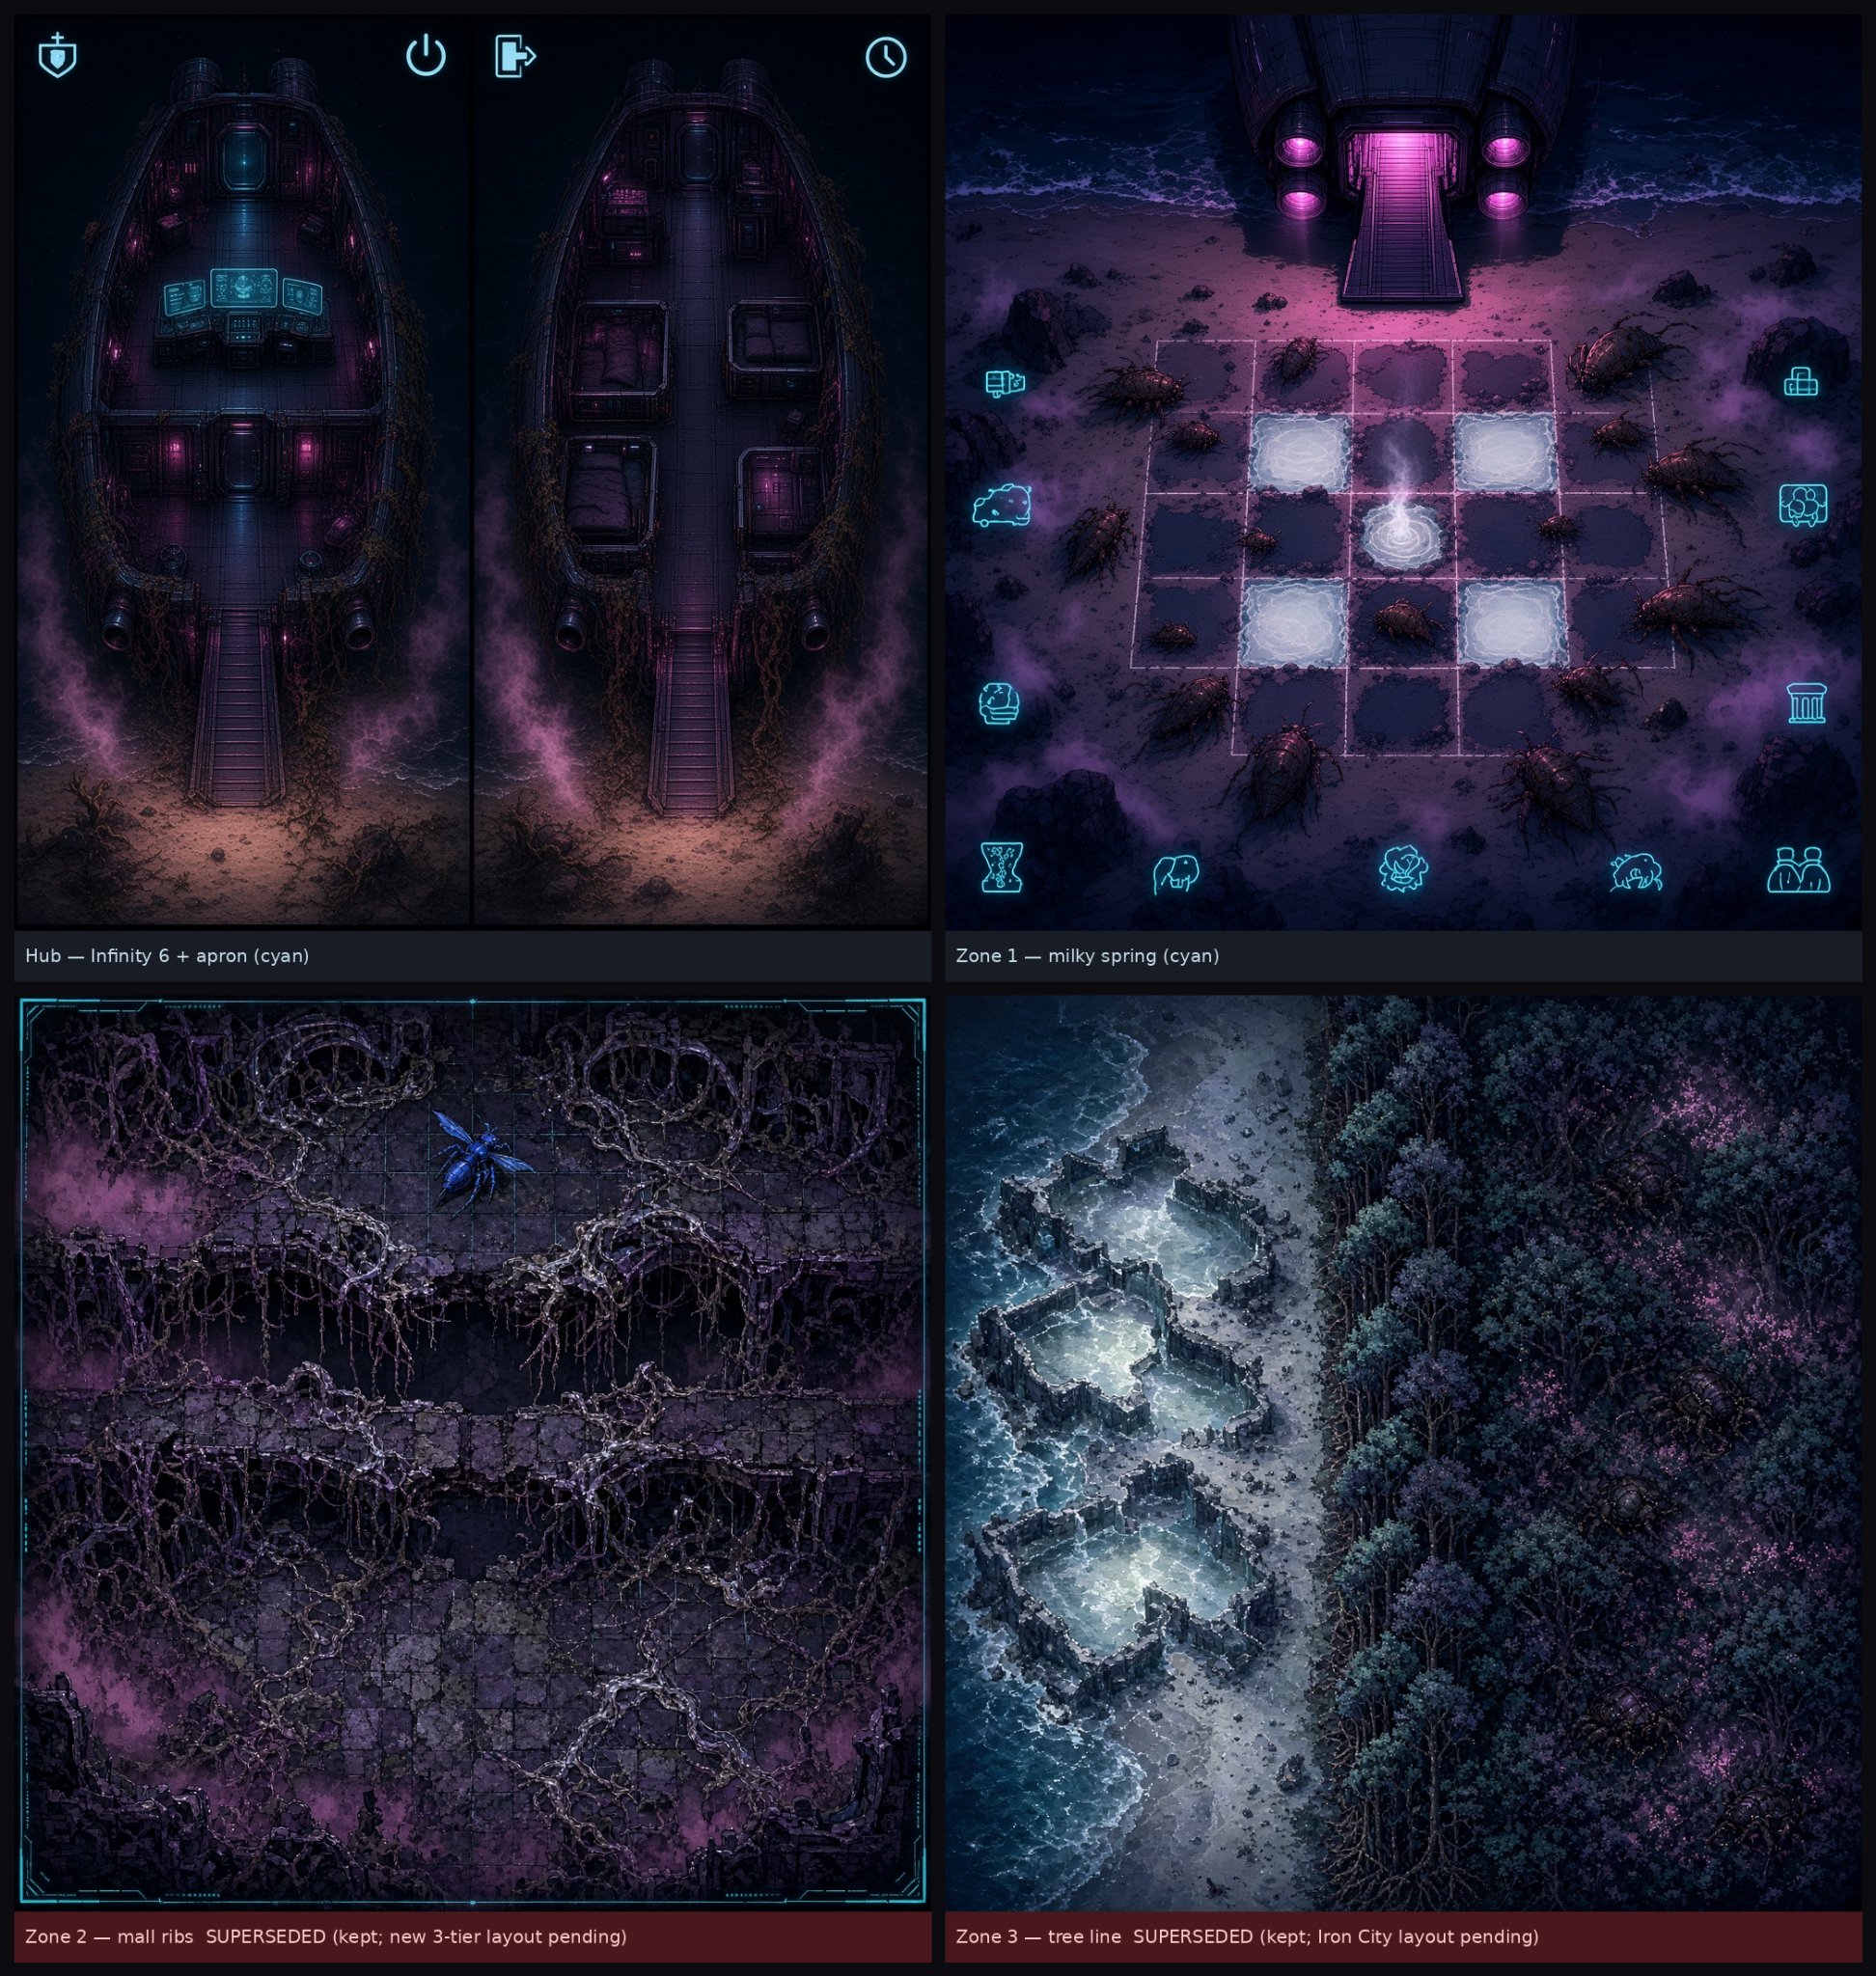 Hub — Infinity 6 + apron (cyan)
Zone 1 — milky spring (cyan)
Zone 2 — mall ribs  SUPERSEDED (kept; new 3-tier layout pending)
Zone 3 — tree line  SUPERSEDED (kept; Iron City layout pending)